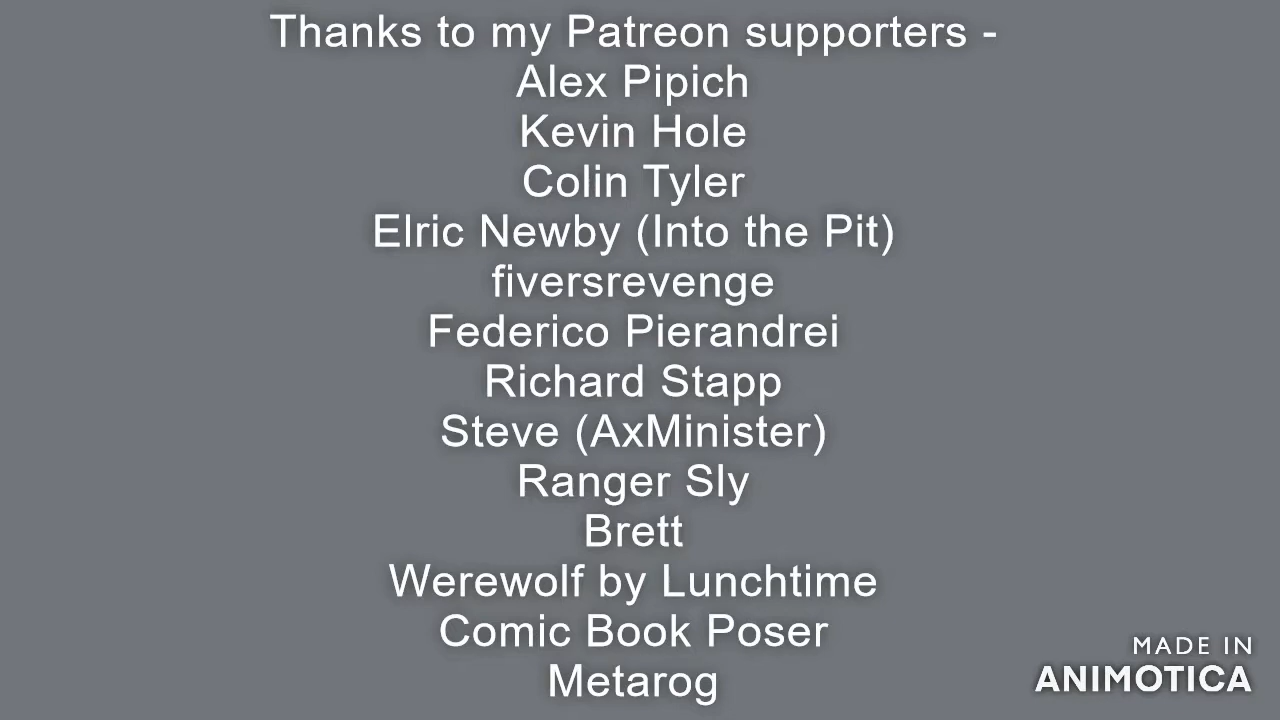 Thanks to my Patreon supporters -
Alex Pipich
Kevin Hole
Colin Tyler
Elric Newby (Into the Pit)
fiversrevenge
Federico Pierandrei
Richard Stapp
Steve (AxMinister)
Ranger Sly
Brett
Werewolf by Lunchtime
Comic Book Poser
Metarog
MADE IN
ANIMOTICA